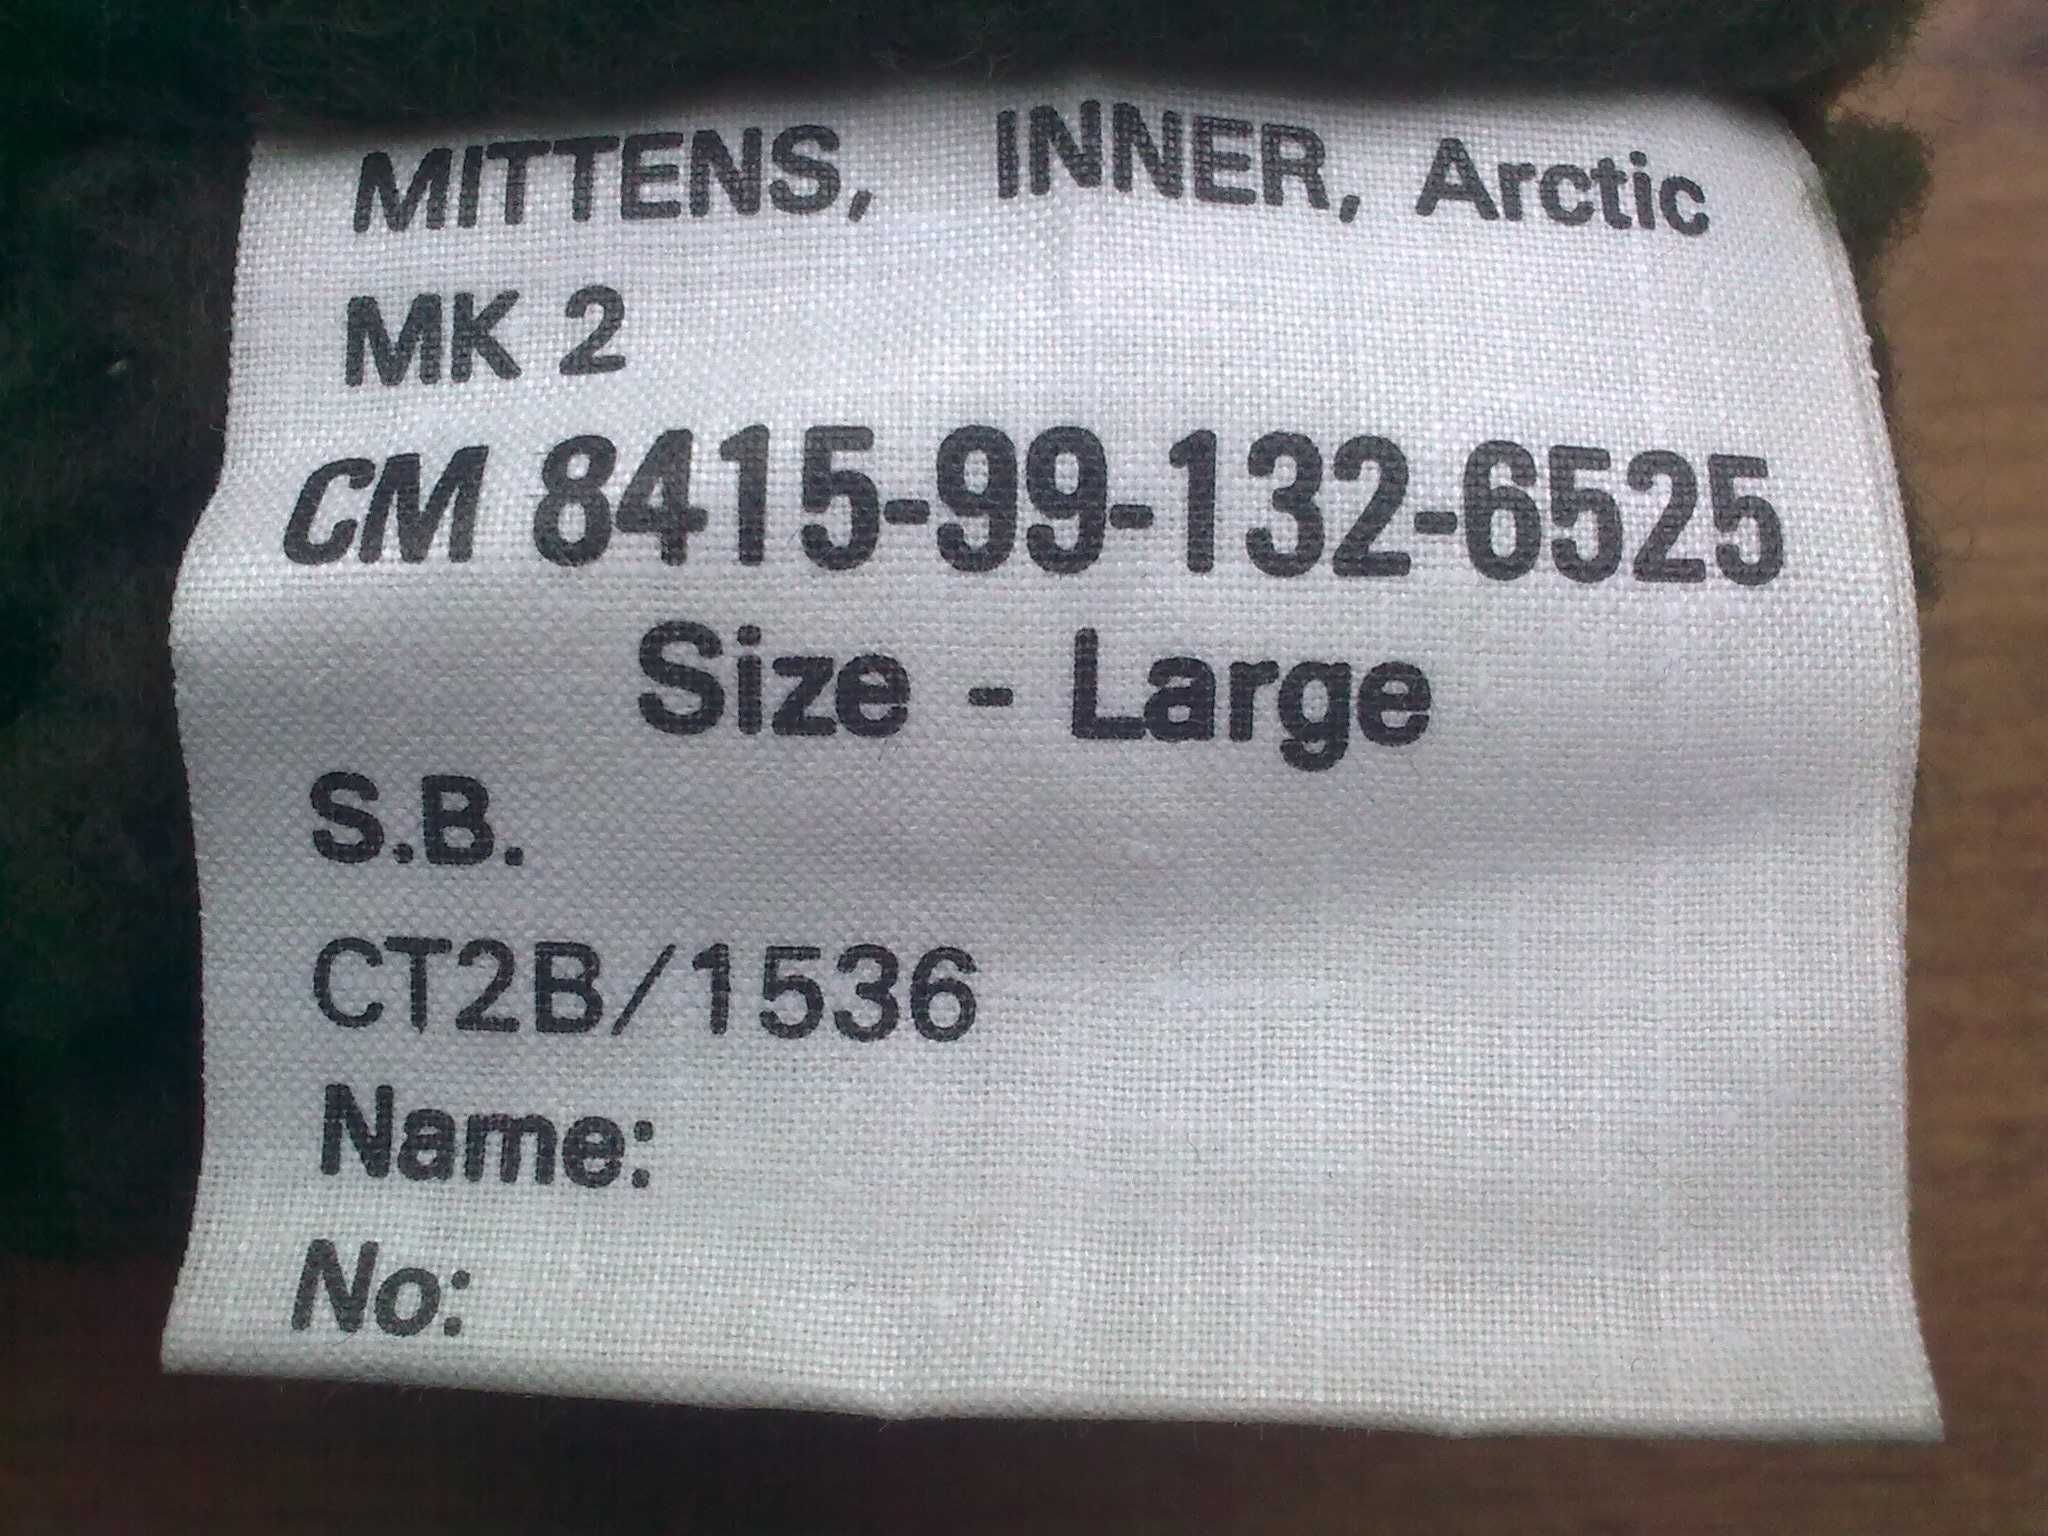 MITTENS, INNER, Arctic
MK 2
CM 8415-99-132-6525
Size - Large
S.B.
CT2B/1536
Name:
No: